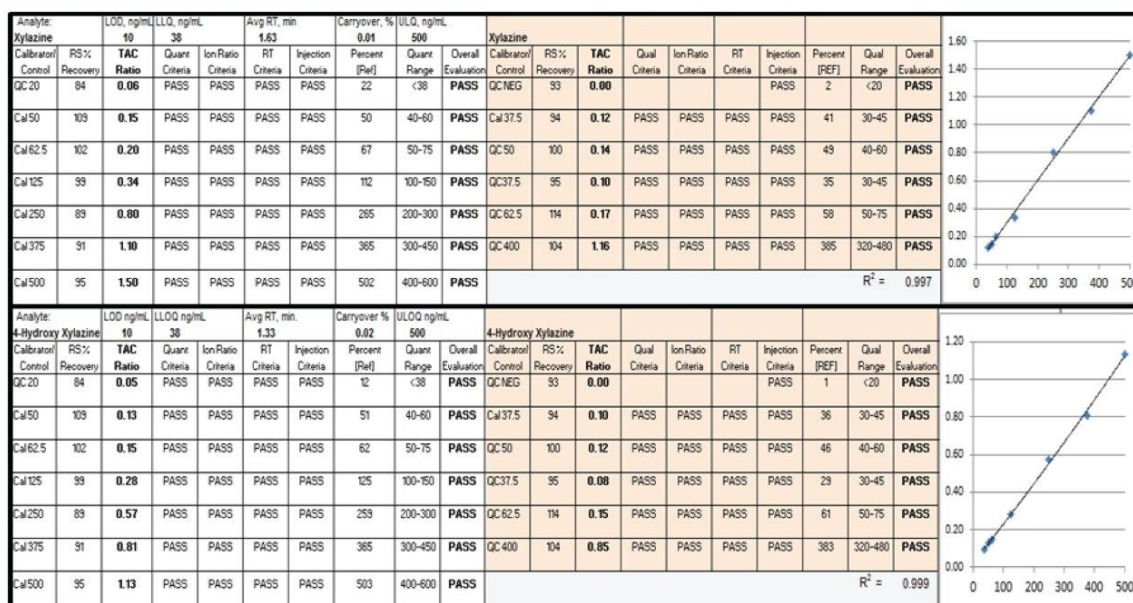 Analyte: LOD, ng/mL LLQ, ng/mL Avg RT, min Carryover, % ULQ, ng/mL
Xylazine 10 38 1.63 0.01 500 Xylazine
Calibrator/ RS% TAC Quant Ion Ratio RT Injection Percent Quant Overall Calibrator/ RS% TAC Qual Ion Ratio RT Injection Percent Qual Overall
Control Recovery Ratio Criteria Criteria Criteria Criteria [Ref] Range Evaluation Control Recovery Ratio Criteria Criteria Criteria Criteria [REF] Range Evaluation
QC 20 84 0.06 PASS PASS PASS PASS 22 <38 PASS QC NEG 93 0.00 PASS 2 <20 PASS
Cal 50 109 0.15 PASS PASS PASS PASS 50 40-60 PASS Cal 37.5 94 0.12 PASS PASS PASS PASS 41 30-45 PASS
Cal 62.5 102 0.20 PASS PASS PASS PASS 67 50-75 PASS QC 50 100 0.14 PASS PASS PASS PASS 49 40-60 PASS
Cal 125 99 0.34 PASS PASS PASS PASS 112 100-150 PASS QC 37.5 95 0.10 PASS PASS PASS PASS 35 30-45 PASS
Cal 250 89 0.80 PASS PASS PASS PASS 265 200-300 PASS QC 62.5 114 0.17 PASS PASS PASS PASS 58 50-75 PASS
Cal 375 91 1.10 PASS PASS PASS PASS 365 300-450 PASS QC 400 104 1.16 PASS PASS PASS PASS 385 320-480 PASS
Cal 500 95 1.50 PASS PASS PASS PASS 502 400-600 PASS R2 = 0.997
1.60
1.40
1.20
1.00
0.80
0.60
0.40
0.20
0.00
0 100 200 300 400 500
Analyte: LOD ng/mL LLOQ ng/mL Avg RT, min. Carryover % ULOQ ng/mL
4-Hydroxy Xylazine 10 38 1.33 0.02 500 4-Hydroxy Xylazine
Calibrator/ RS% TAC Quant Ion Ratio RT Injection Percent Quant Overall Calibrator/ RS% TAC Qual Ion Ratio RT Injection Percent Qual Overall
Control Recovery Ratio Criteria Criteria Criteria Criteria [Ref] Range Evaluation Control Recovery Ratio Criteria Criteria Criteria Criteria [REF] Range Evaluation
QC 20 84 0.05 PASS PASS PASS PASS 12 <38 PASS QC NEG 93 0.00 PASS 1 <20 PASS
Cal 50 109 0.13 PASS PASS PASS PASS 51 40-60 PASS Cal 37.5 94 0.10 PASS PASS PASS PASS 36 30-45 PASS
Cal 62.5 102 0.15 PASS PASS PASS PASS 62 50-75 PASS QC 50 100 0.12 PASS PASS PASS PASS 46 40-60 PASS
Cal 125 99 0.28 PASS PASS PASS PASS 125 100-150 PASS QC 37.5 95 0.08 PASS PASS PASS PASS 29 30-45 PASS
Cal 250 89 0.57 PASS PASS PASS PASS 259 200-300 PASS QC 62.5 114 0.15 PASS PASS PASS PASS 61 50-75 PASS
Cal 375 91 0.81 PASS PASS PASS PASS 365 300-450 PASS QC 400 104 0.85 PASS PASS PASS PASS 383 320-480 PASS
Cal 500 95 1.13 PASS PASS PASS PASS 503 400-600 PASS R2 = 0.999
1.20
1.00
0.80
0.60
0.40
0.20
0.00
0 100 200 300 400 500